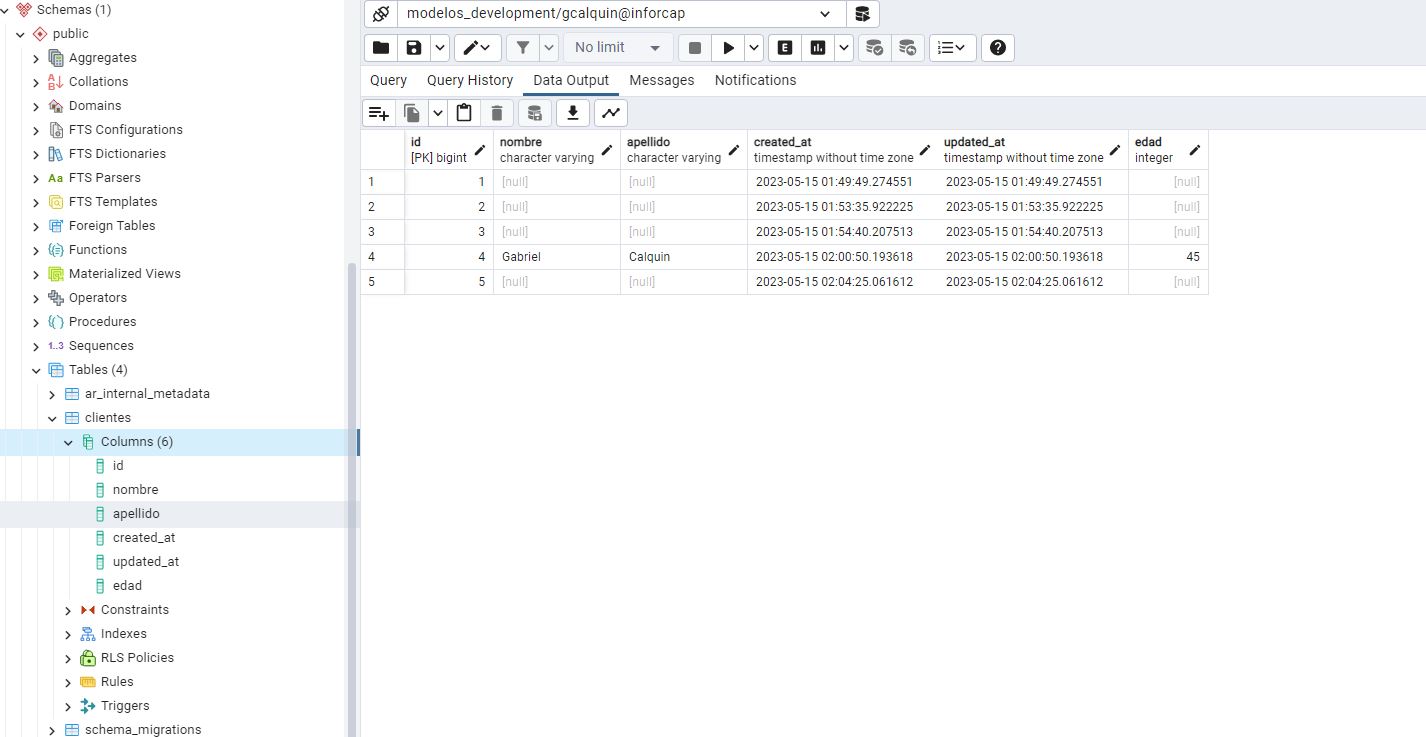 Schemas (1)
public
Aggregates
Collations
Domains
FTS Configurations
FTS Dictionaries
Aa FTS Parsers
FTS Templates
Foreign Tables
Functions
Materialized Views
Operators
Procedures
1..3 Sequences
Tables (4)
ar_internal_metadata
clientes
Columns (6)
id
nombre
apellido
created_at
updated_at
edad
Constraints
Indexes
RLS Policies
Rules
Triggers
schema_migrations
modelos_development/gcalquin@inforcap
No limit
E
Query Query History Data Output Messages Notifications
id nombre apellido created_at updated_at edad
[PK] bigint character varying character varying timestamp without time zone timestamp without time zone integer
1 1 [null] [null] 2023-05-15 01:49:49.274551 2023-05-15 01:49:49.274551 [null]
2 2 [null] [null] 2023-05-15 01:53:35.922225 2023-05-15 01:53:35.922225 [null]
3 3 [null] [null] 2023-05-15 01:54:40.207513 2023-05-15 01:54:40.207513 [null]
4 4 Gabriel Calquin 2023-05-15 02:00:50.193618 2023-05-15 02:00:50.193618 45
5 5 [null] [null] 2023-05-15 02:04:25.061612 2023-05-15 02:04:25.061612 [null]